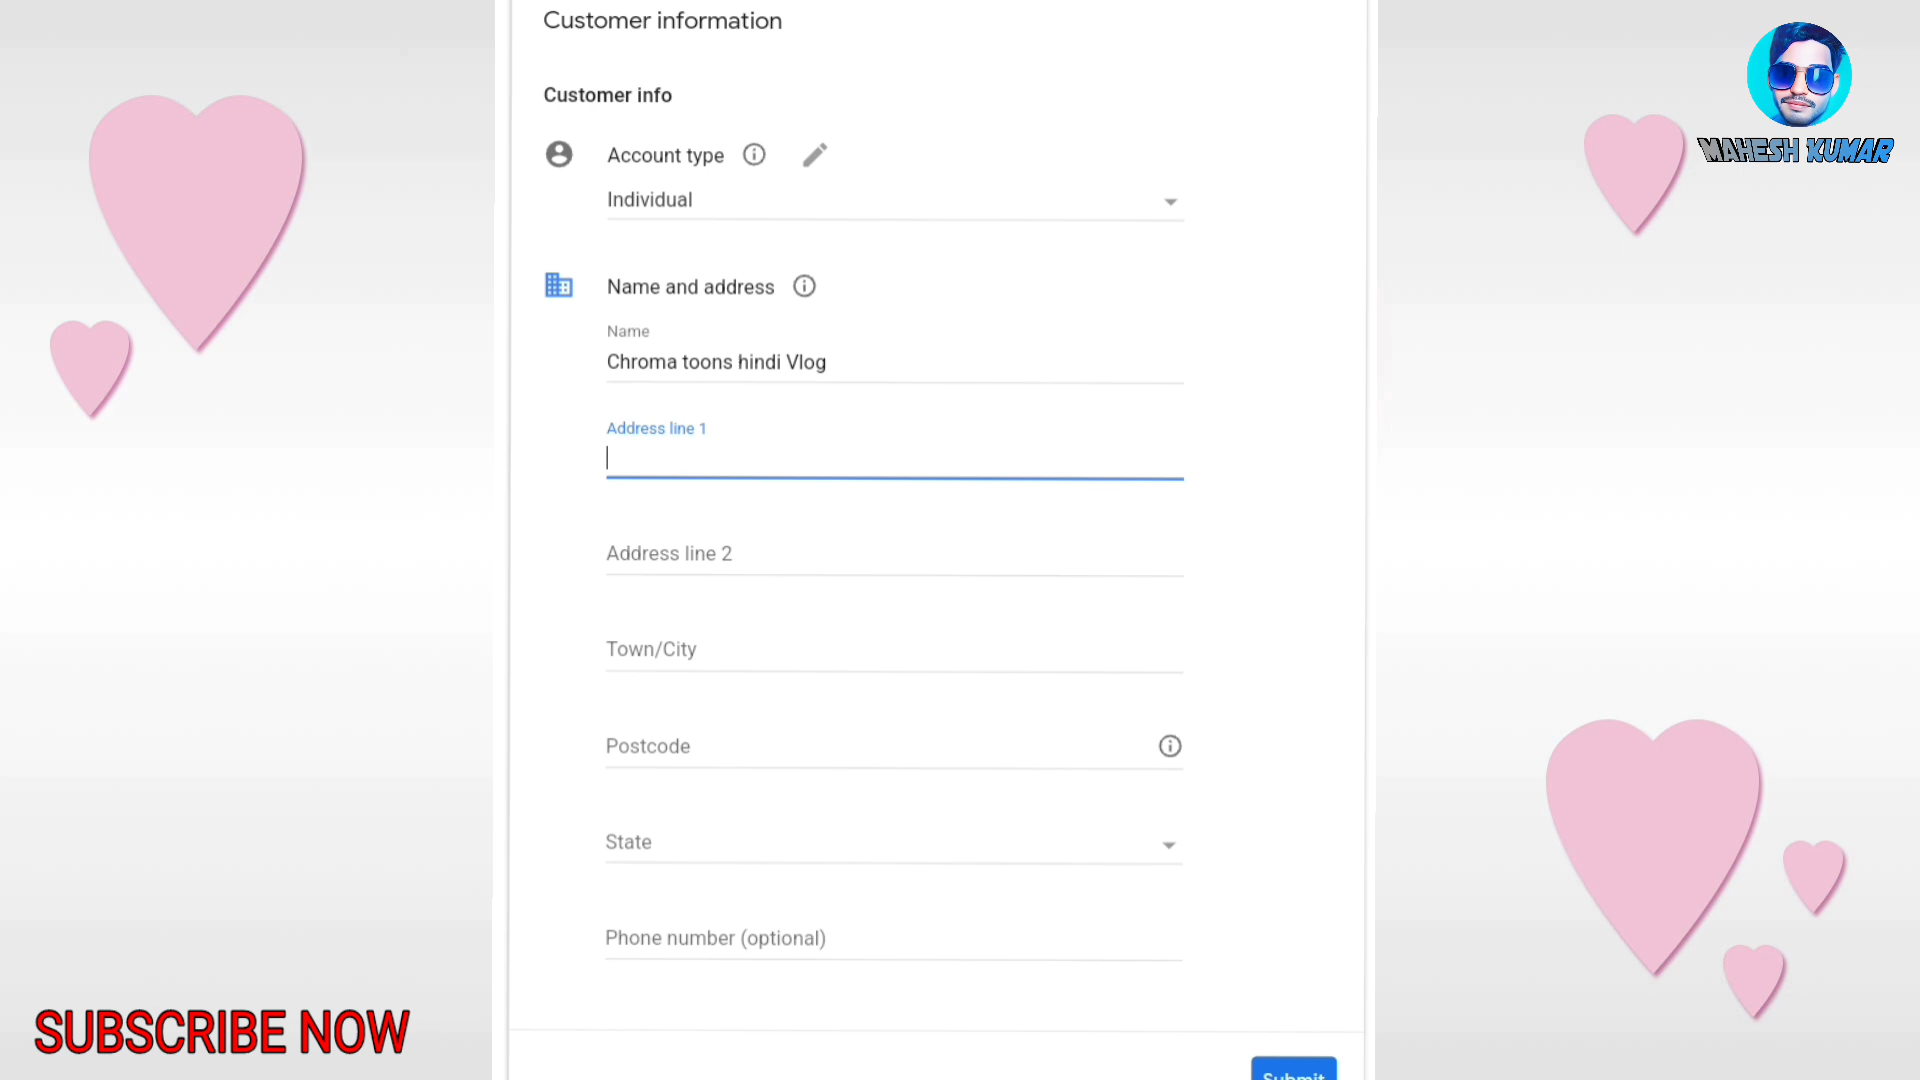 Customer information
MAHESH KUMAR
Customer info
Account type
Individual
Name and address
Name
Chroma toons hindi Vlog
Address line 1
Address line 2
Town/City
Postcode
State
Phone number (optional)
SUBSCRIBE NOW
Submit